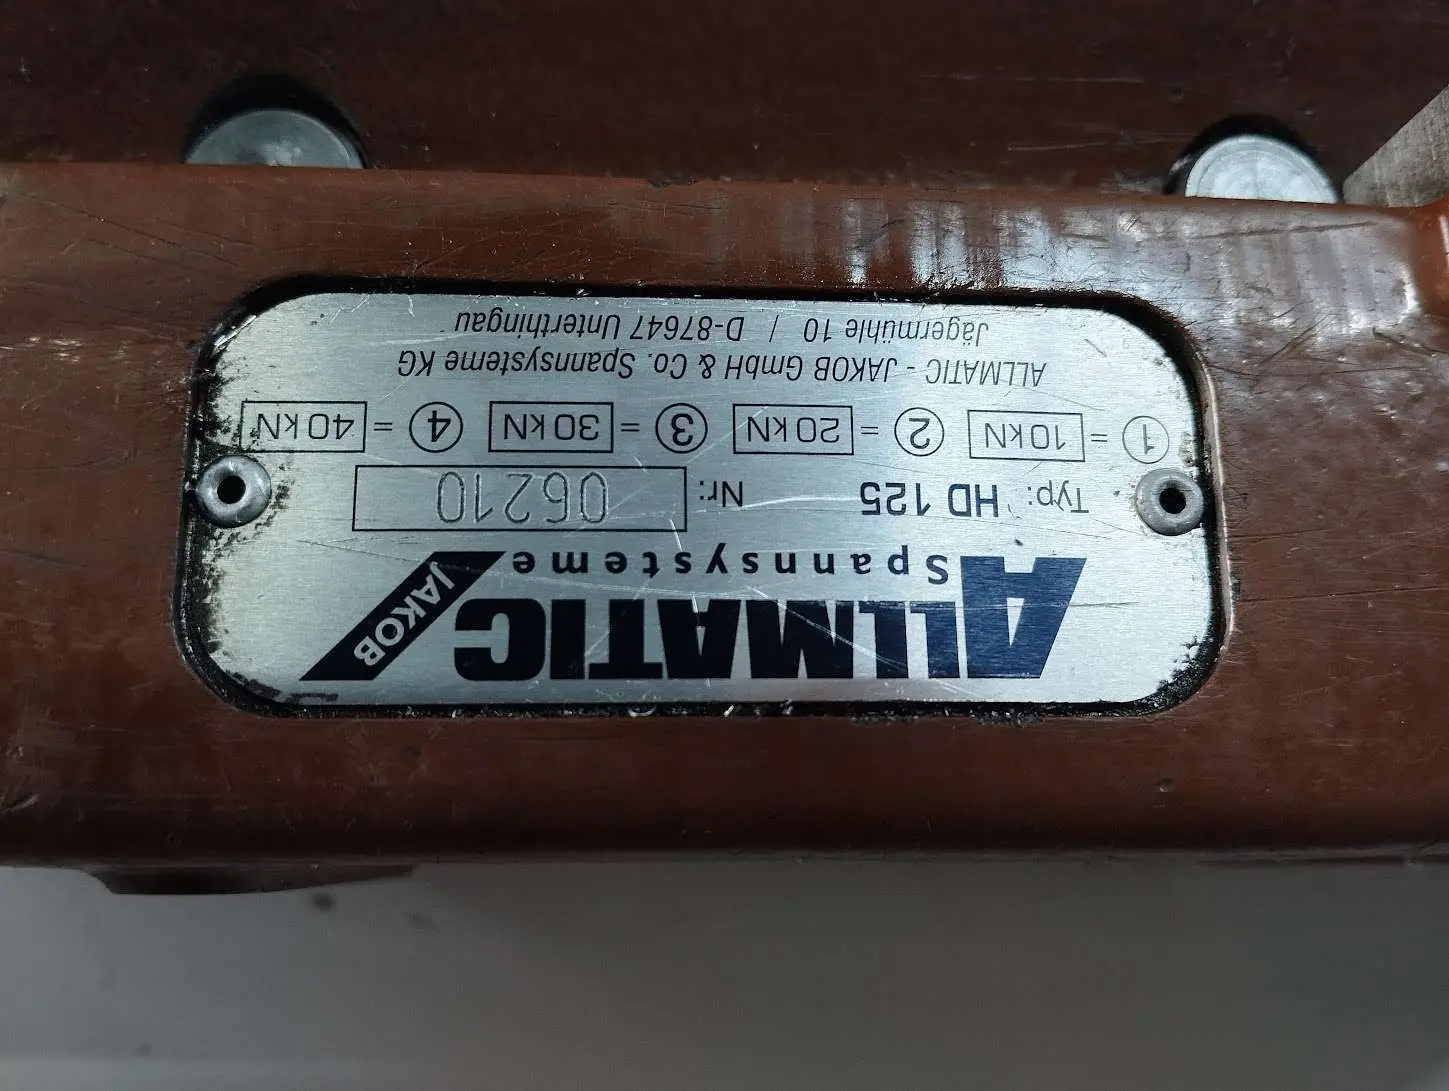 ALLMATIC JAKOB
Spannsysteme
Typ: HD 125 Nr: 06210
1 = 10 KN 2 = 20 KN 3 = 30 KN 4 = 40 KN
ALLMATIC - JAKOB GmbH & Co. Spannsysteme KG
Jägermühle 10 / D-87647 Unterthingau